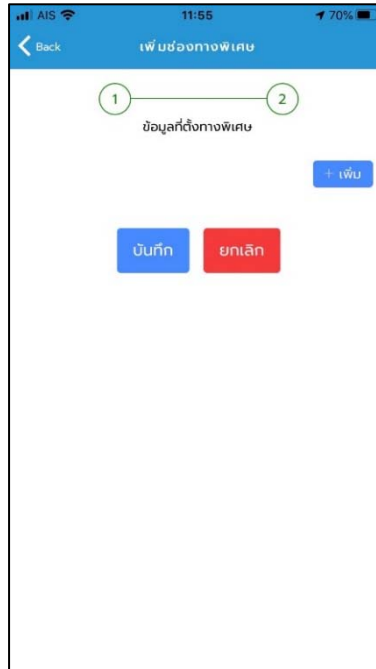 AIS 11:55 70%
Back เพิ่มช่องทางพิเศษ
1 2
ข้อมูลที่ตั้งทางพิเศษ
+ เพิ่ม
บันทึก ยกเลิก